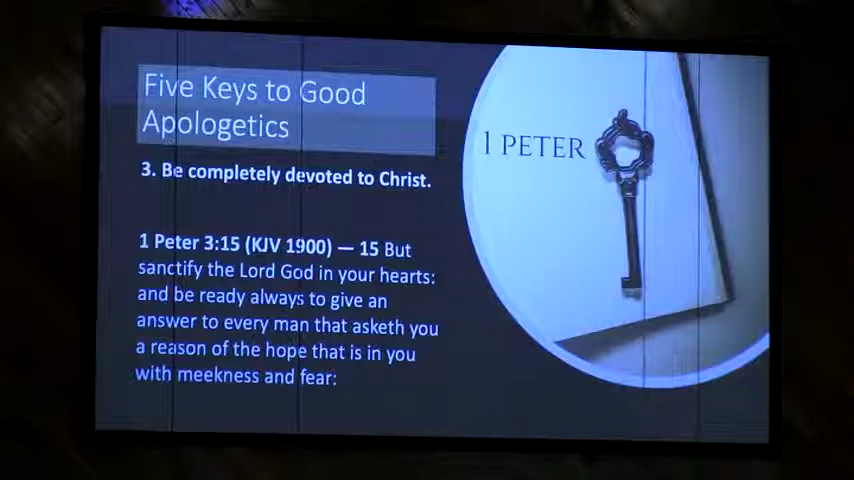 Five Keys to Good
Apologetics
3. Be completely devoted to Christ.
1 Peter 3:15 (KJV 1900) — 15 But
sanctify the Lord God in your hearts:
and be ready always to give an
answer to every man that asketh you
a reason of the hope that is in you
with meekness and fear:
1 PETER